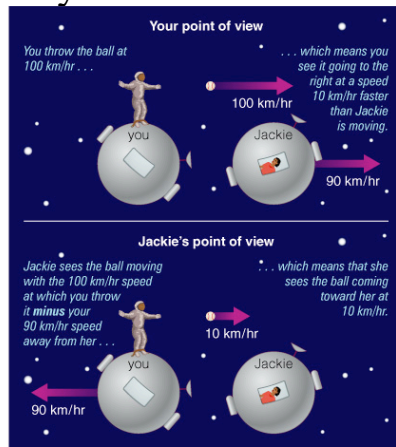 Your point of view
You throw the ball at
100 km/hr . . .
. . . which means you
see it going to the
right at a speed
10 km/hr faster
than Jackie
is moving.
100 km/hr
you
Jackie
90 km/hr
Jackie's point of view
Jackie sees the ball moving
with the 100 km/hr speed
at which you throw
it minus your
90 km/hr speed
away from her . . .
. . . which means that she
sees the ball coming
toward her at
10 km/hr.
10 km/hr
you
Jackie
90 km/hr